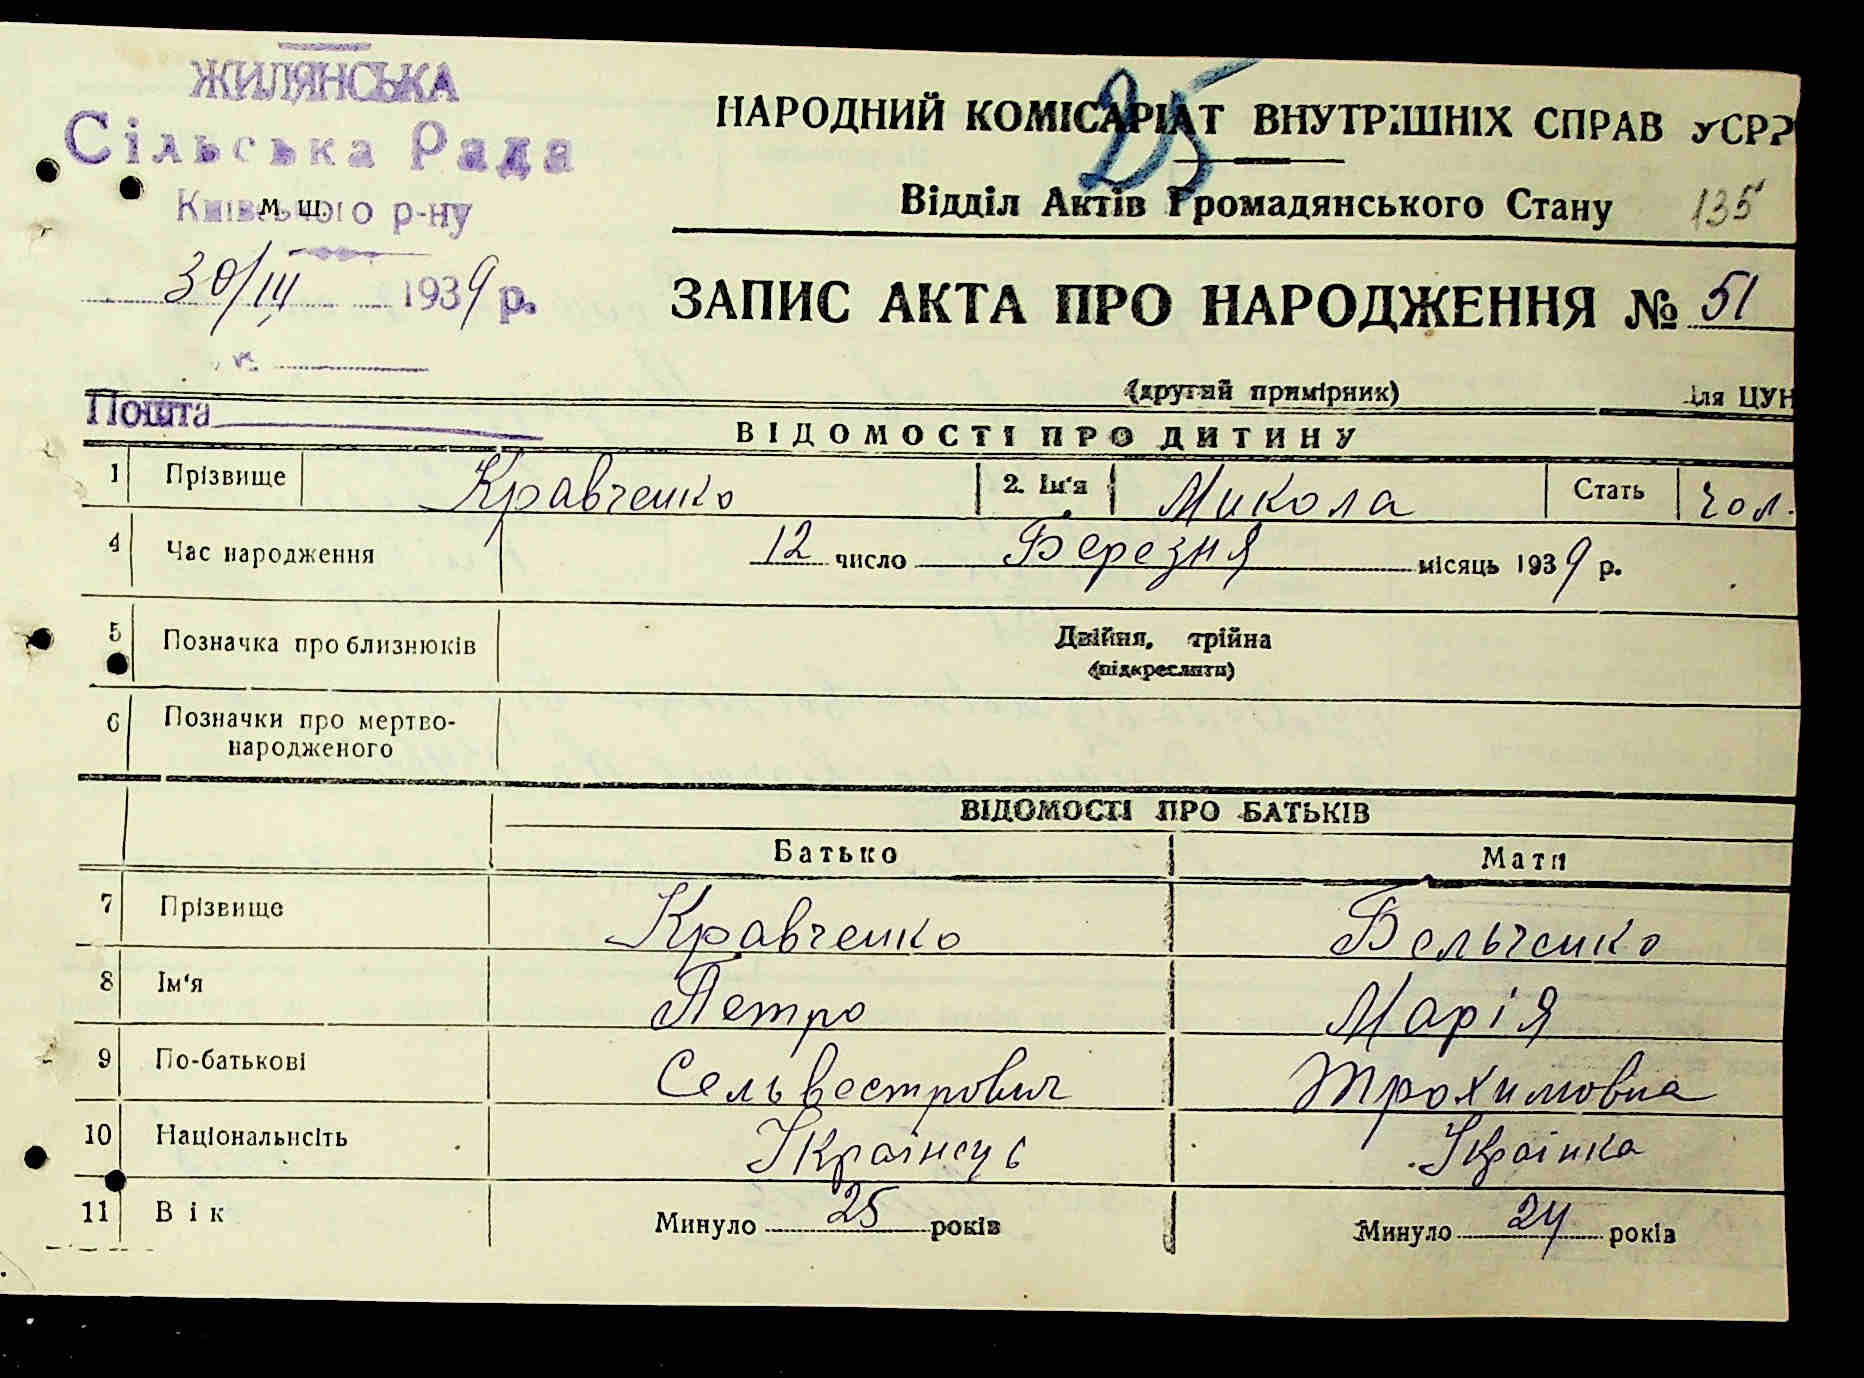 ЖИЛЯНСЬКА
Сільська Рада
Київського р-ну
м. ш.
30/III 1939 р.
№
Пошта
25
НАРОДНИЙ КОМІСАРІАТ ВНУТРІШНІХ СПРАВ УСРР
Відділ Актів Громадянського Стану 135
ЗАПИС АКТА ПРО НАРОДЖЕННЯ № 51
(другий примірник) Для ЦУН
ВІДОМОСТІ ПРО ДИТИНУ
1 Прізвище Кравченко 2. Ім'я Микола Стать чол.
4 Час народження 12 число Березня місяць 1939 р.
5 Позначка про близнюків Двійня, трійна
(підкреслити)
6 Позначки про мертво-
народженого
ВІДОМОСТІ ПРО БАТЬКІВ
Батько Мати
7 Прізвище Кравченко Бельченко
8 Ім'я Петро Марія
9 По-батькові Сельвестрович Трохимовна
10 Національнсіть Українець Українка
11 Вік Минуло 25 років Минуло 24 років